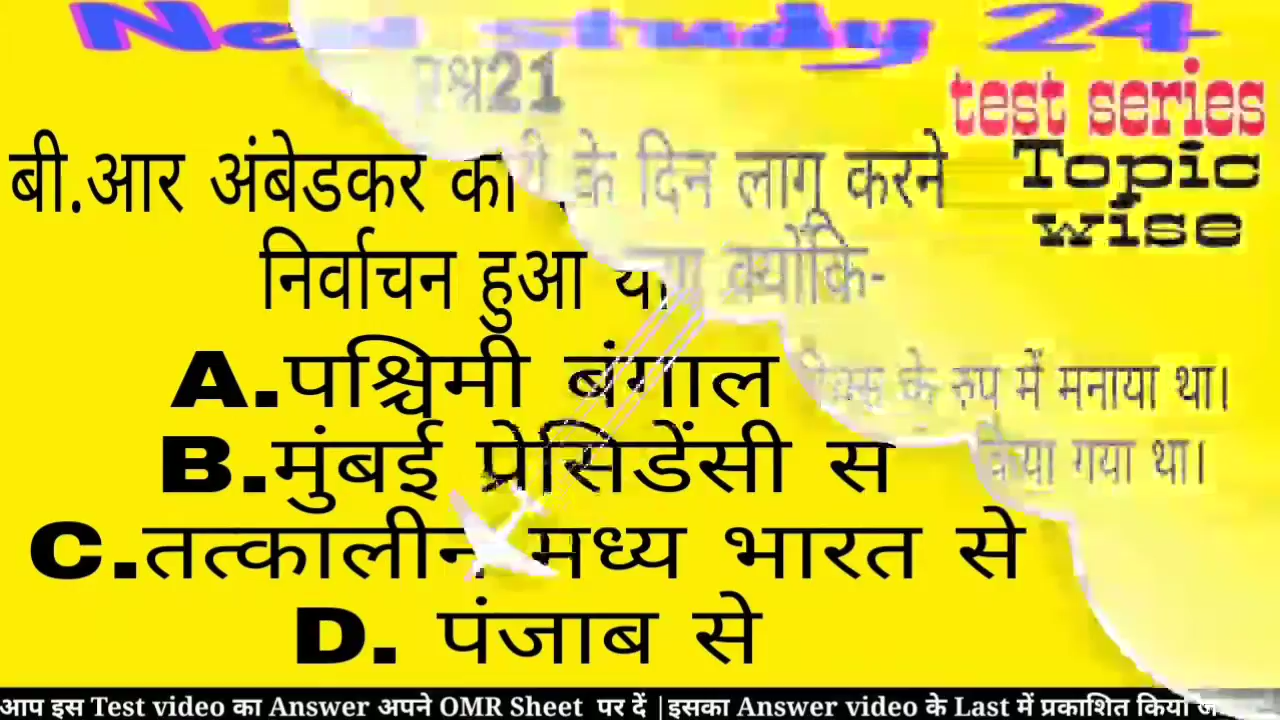 New study 24
प्रश्न21
test series
Topic
wise
बी.आर अंबेडकर का के दिन लागू करने
निर्वाचन हुआ था क्योंकि-
A.पश्चिमी बंगाल के रुप में मनाया था।
B.मुंबई प्रेसिडेंसी स किया गया था।
C.तत्कालीन मध्य भारत से
D. पंजाब से
आप इस Test video का Answer अपने OMR Sheet पर दें |इसका Answer video के Last में प्रकाशित किया